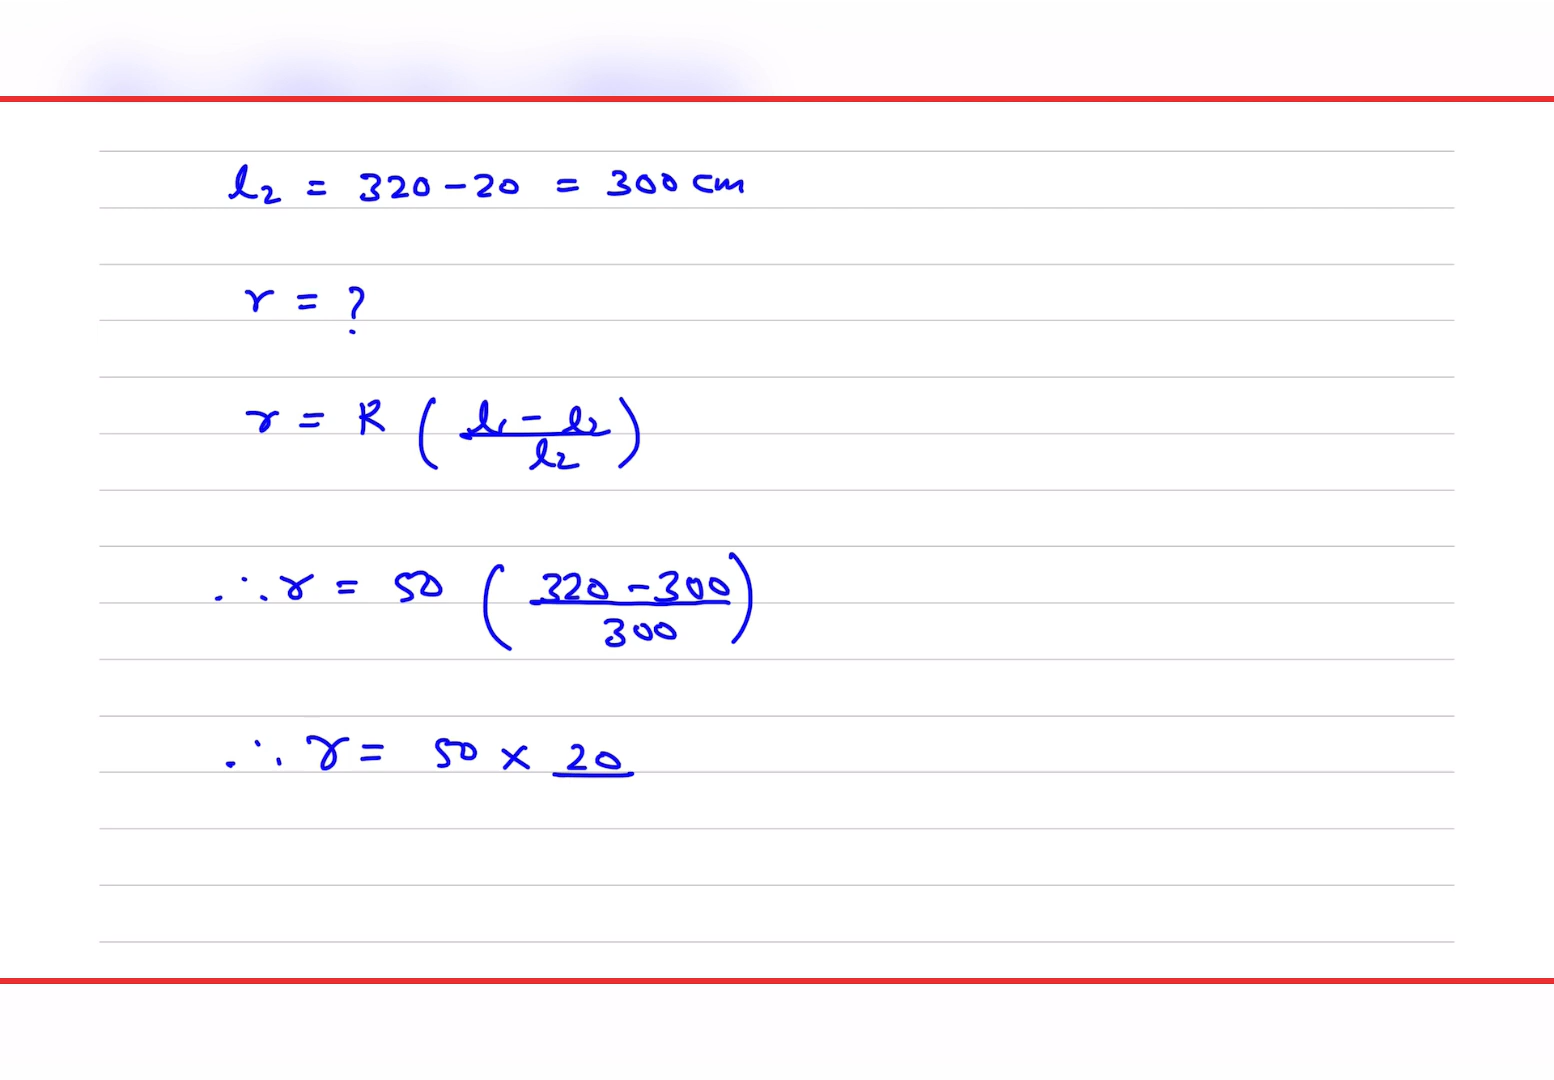 l₂ = 320 - 20 = 300 cm
r = ?
r = R ( (l₁ - l₂) / l₂ )
∴ r = 50 ( (320 - 300) / 300 )
∴ r = 50 × 20